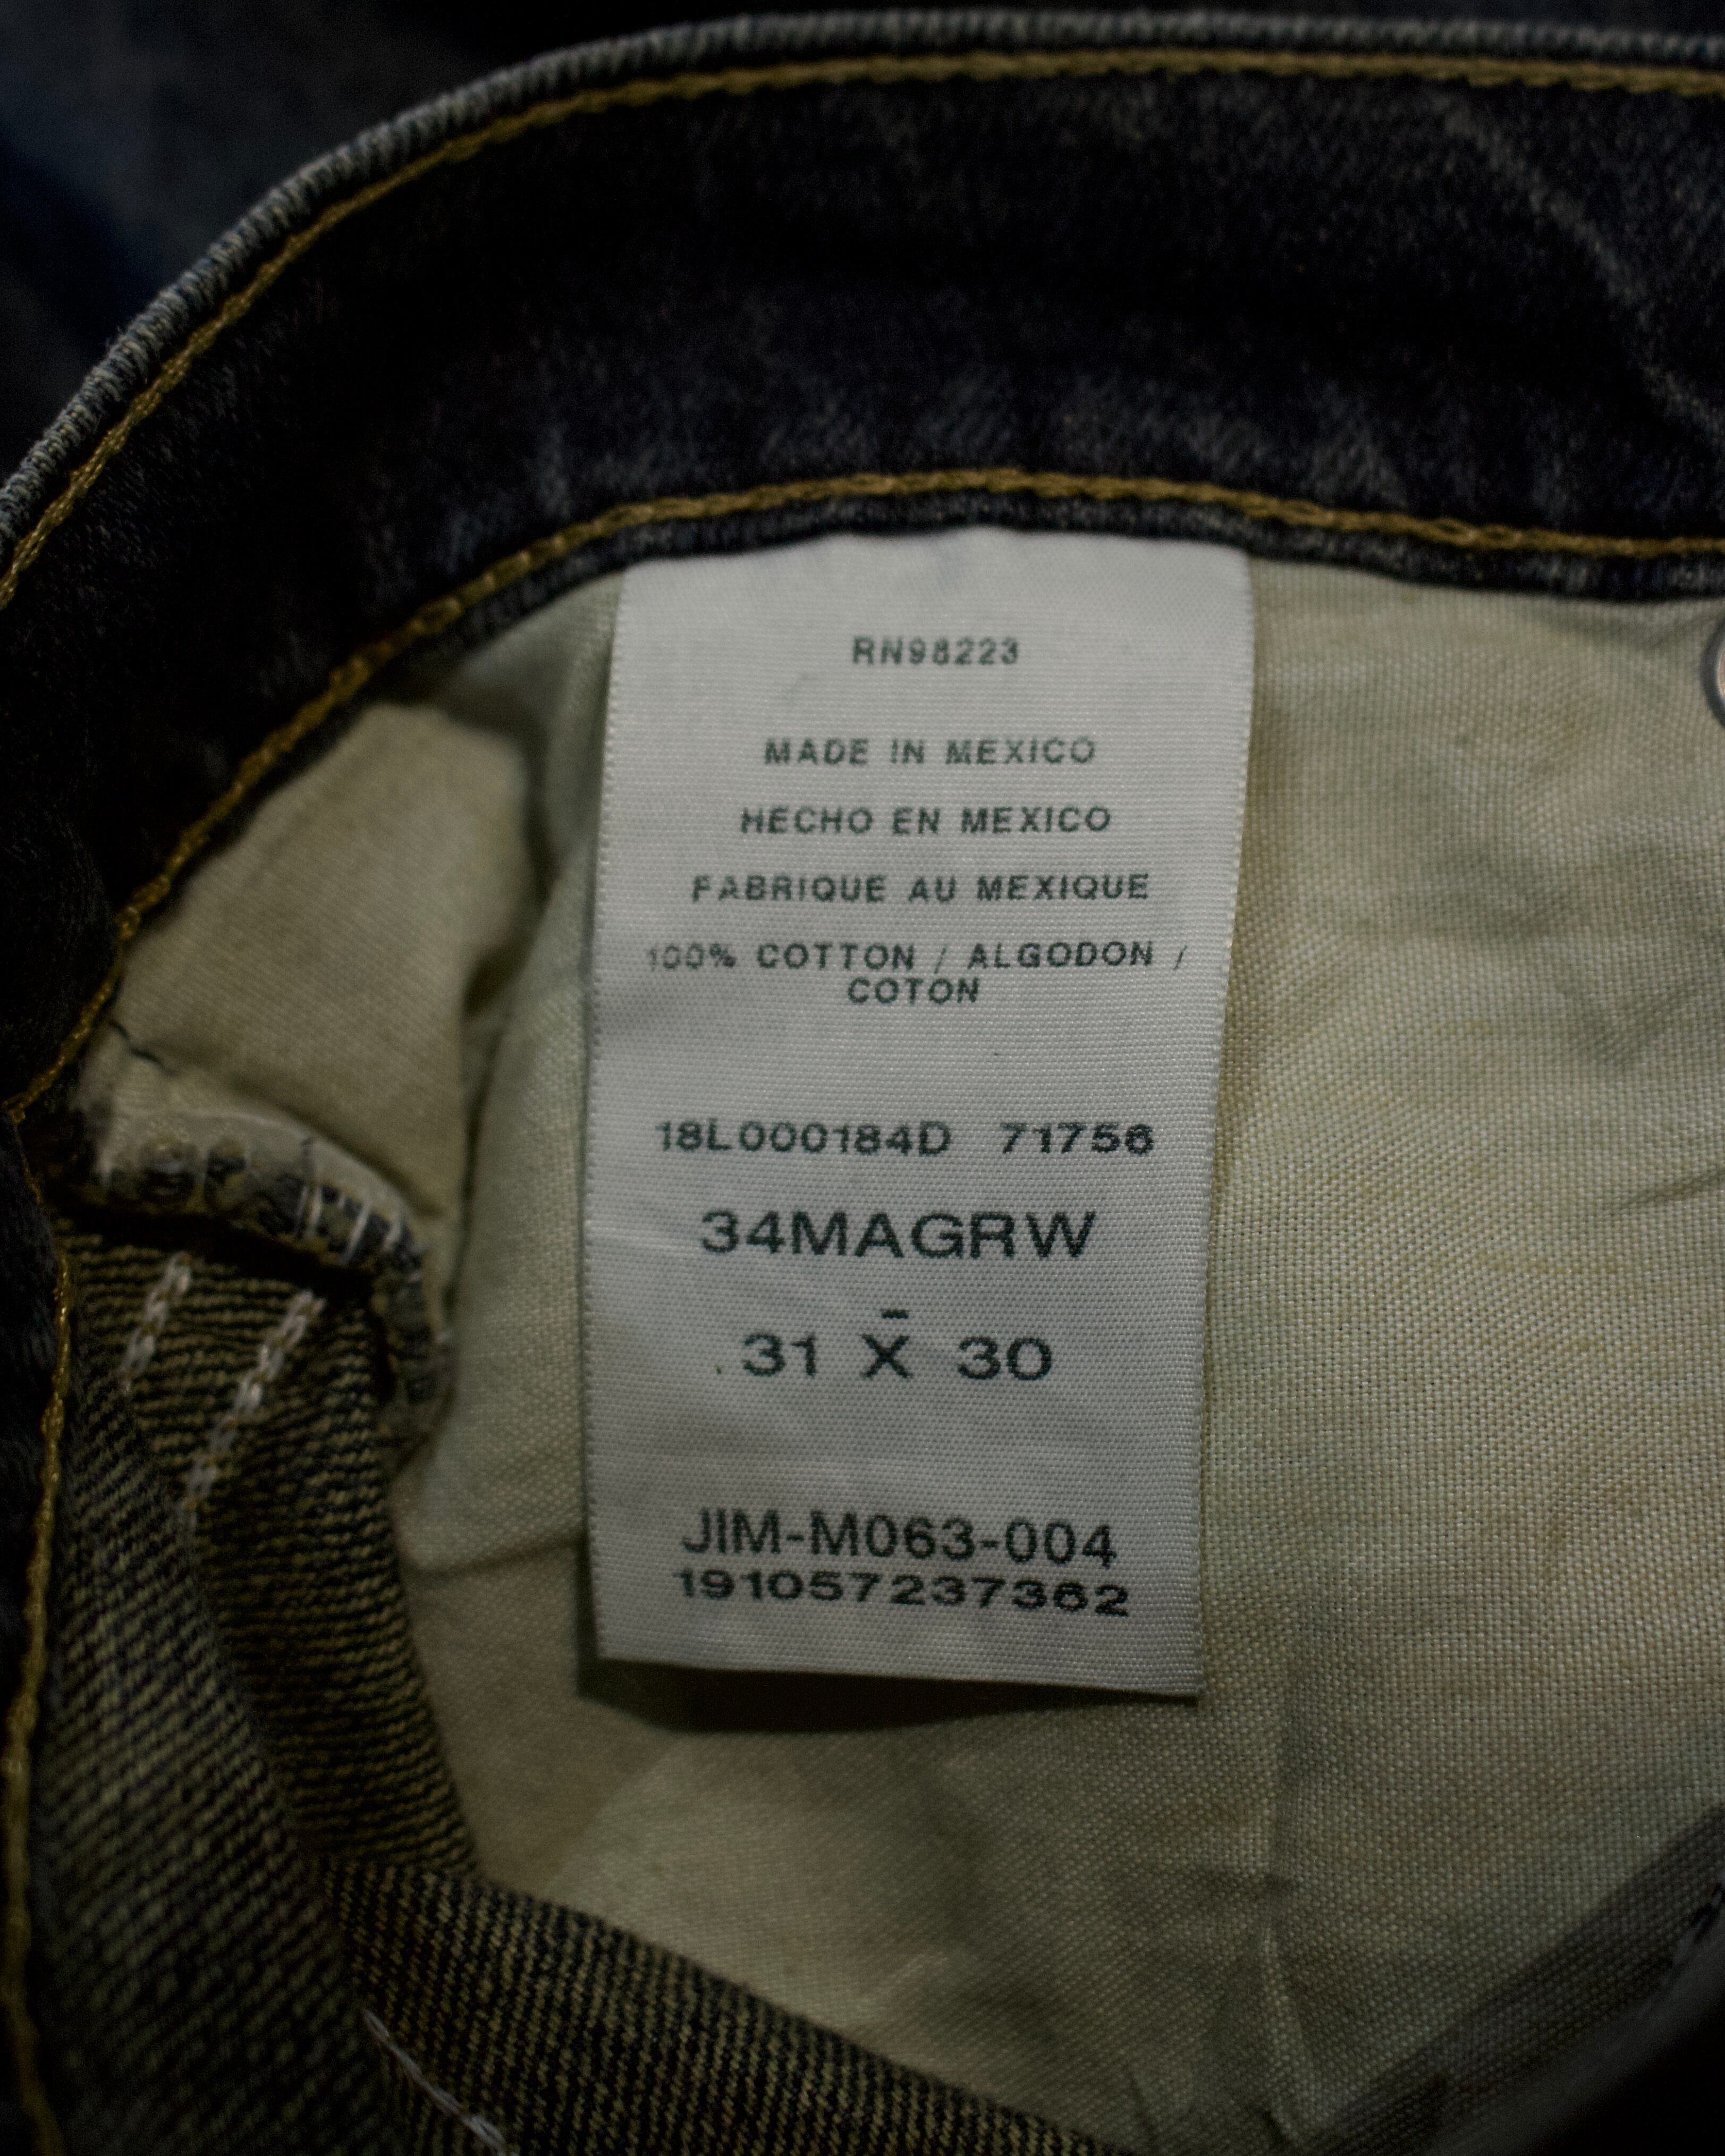 RN98223
MADE IN MEXICO
HECHO EN MEXICO
FABRIQUE AU MEXIQUE
100% COTTON / ALGODON /
COTON
18L000184D 71756
34MAGRW
31 X 30
JIM-M063-004
191057237362